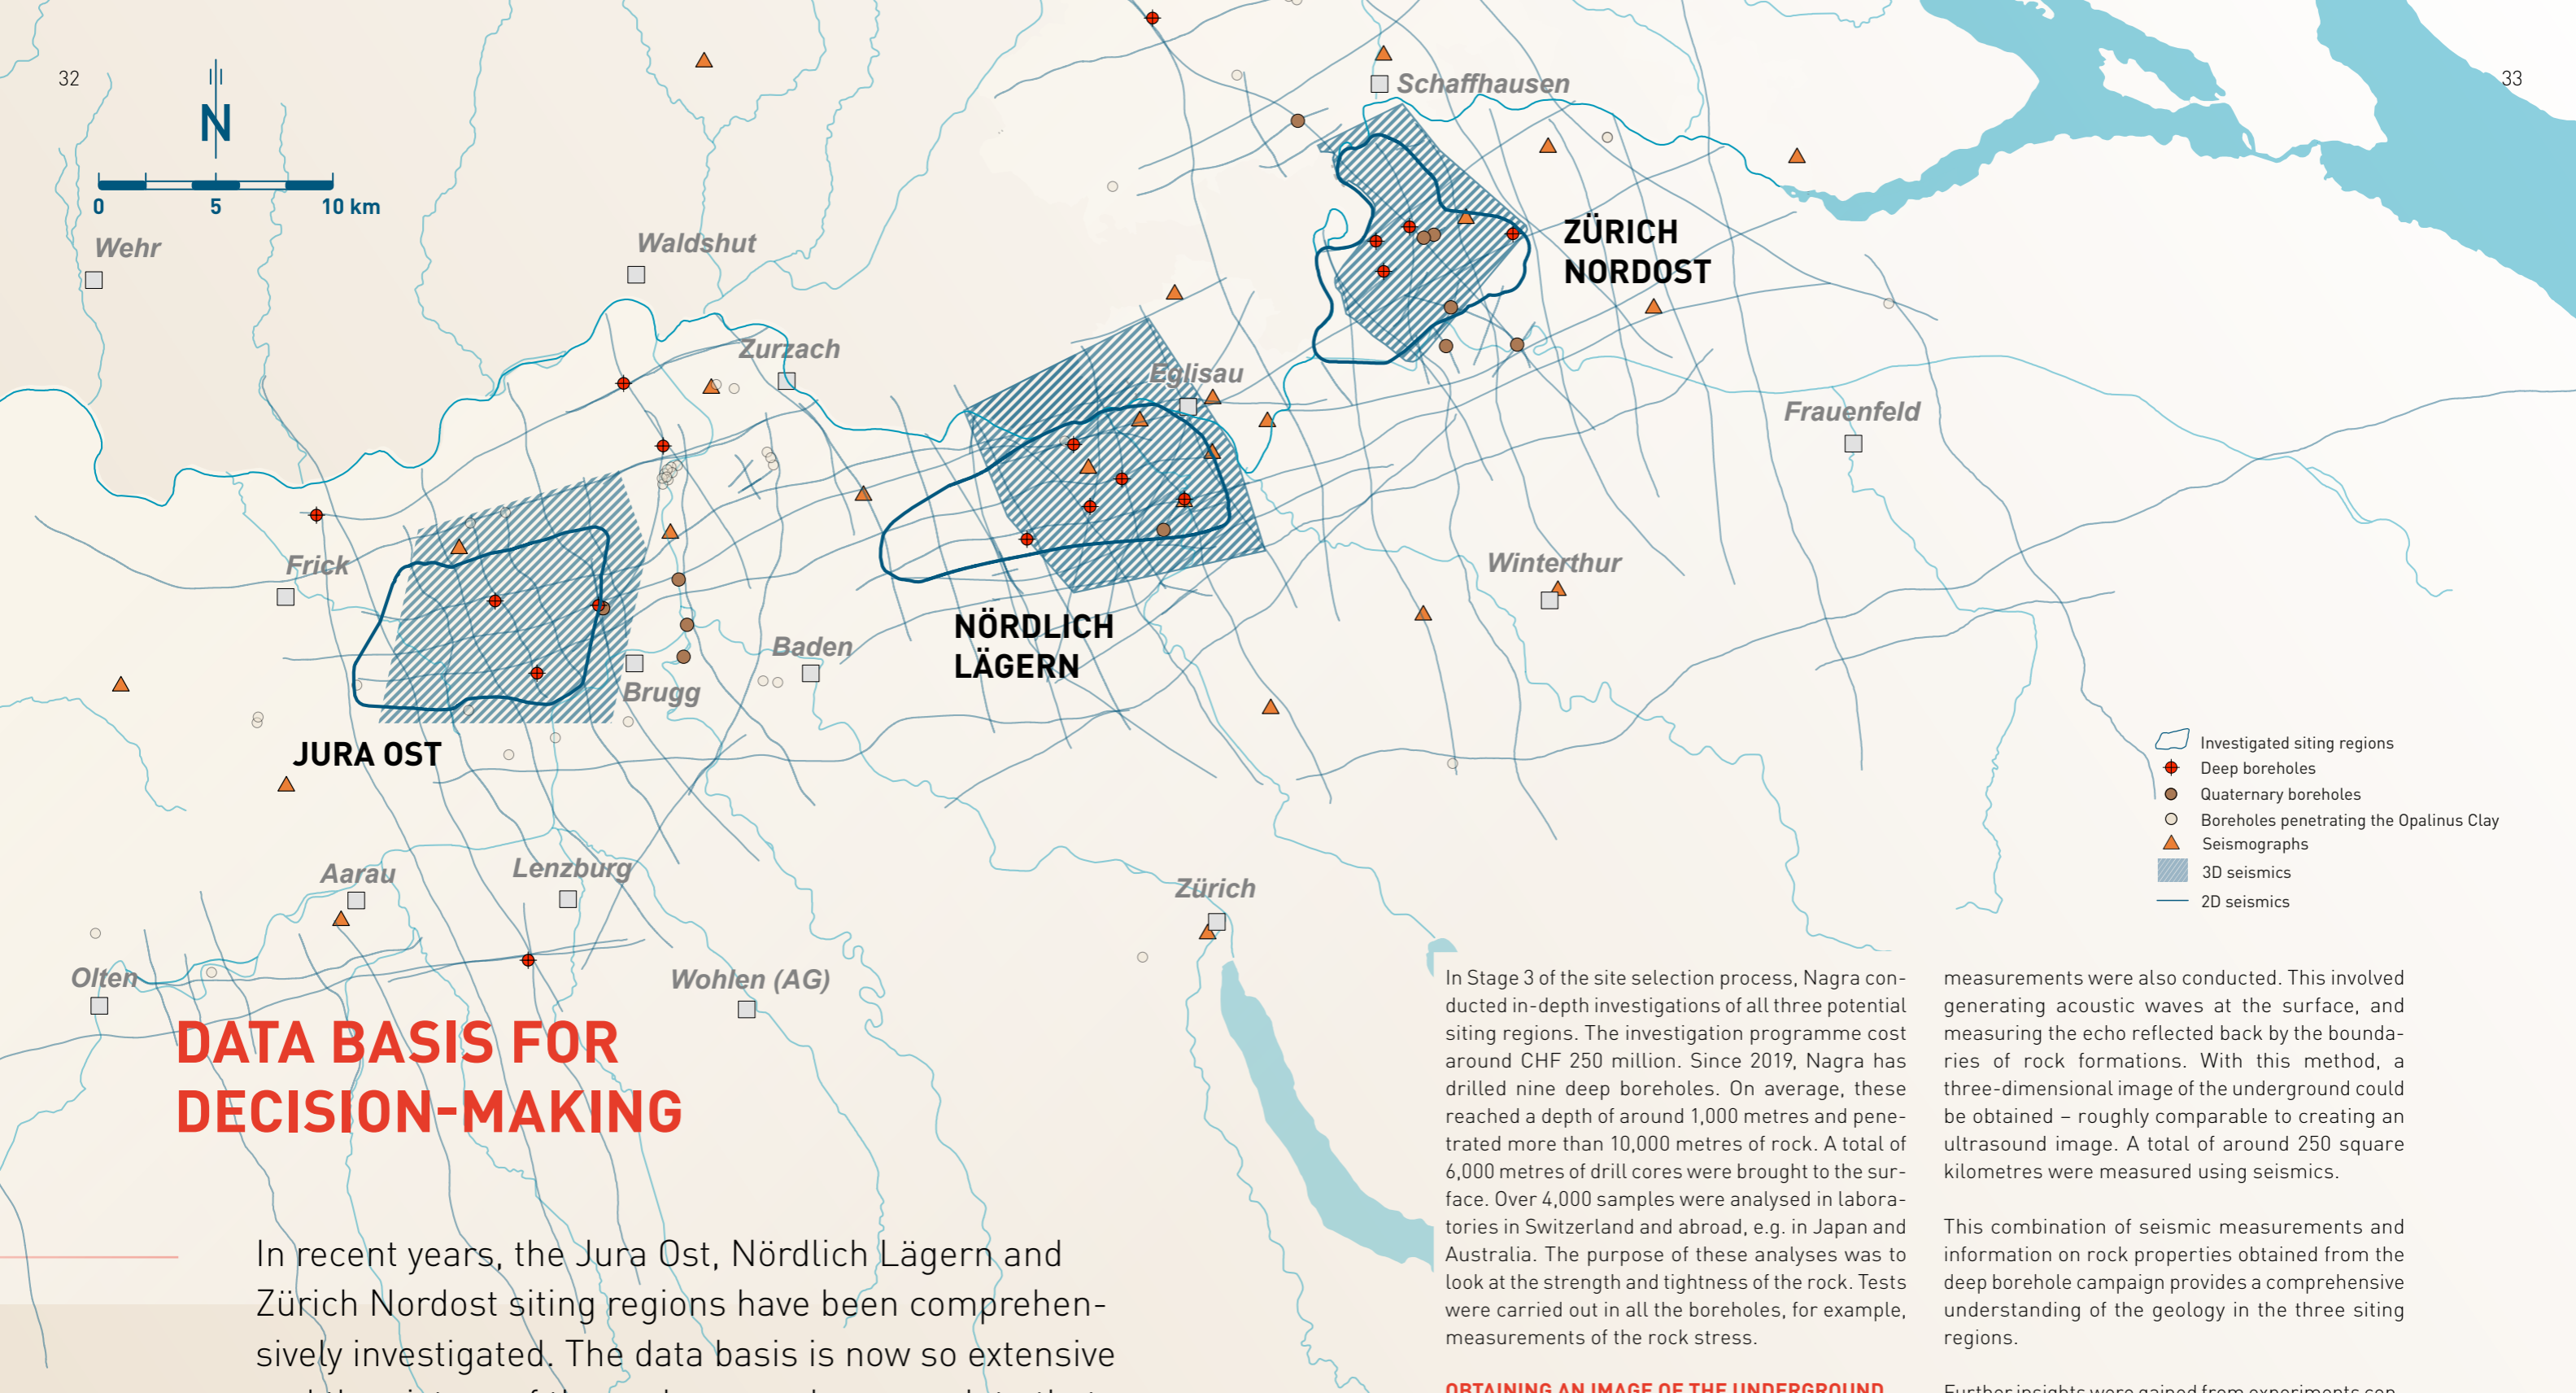 32
33
N
0 5 10 km
Schaffhausen
Wehr
Waldshut
ZÜRICH
NORDOST
Zurzach
Eglisau
Frauenfeld
Frick
Winterthur
NÖRDLICH
LÄGERN
Baden
Brugg
JURA OST
Investigated siting regions
Deep boreholes
Quaternary boreholes
Boreholes penetrating the Opalinus Clay
Seismographs
3D seismics
2D seismics
Aarau
Lenzburg
Zürich
Olten
Wohlen (AG)
DATA BASIS FOR
DECISION-MAKING
In recent years, the Jura Ost, Nördlich Lägern and
Zürich Nordost siting regions have been comprehen-
sively investigated. The data basis is now so extensive
In Stage 3 of the site selection process, Nagra con-
ducted in-depth investigations of all three potential
siting regions. The investigation programme cost
around CHF 250 million. Since 2019, Nagra has
drilled nine deep boreholes. On average, these
reached a depth of around 1,000 metres and pene-
trated more than 10,000 metres of rock. A total of
6,000 metres of drill cores were brought to the sur-
face. Over 4,000 samples were analysed in labora-
tories in Switzerland and abroad, e.g. in Japan and
Australia. The purpose of these analyses was to
look at the strength and tightness of the rock. Tests
were carried out in all the boreholes, for example,
measurements of the rock stress.
OBTAINING AN IMAGE OF THE UNDERGROUND
measurements were also conducted. This involved
generating acoustic waves at the surface, and
measuring the echo reflected back by the bounda-
ries of rock formations. With this method, a
three-dimensional image of the underground could
be obtained – roughly comparable to creating an
ultrasound image. A total of around 250 square
kilometres were measured using seismics.
This combination of seismic measurements and
information on rock properties obtained from the
deep borehole campaign provides a comprehensive
understanding of the geology in the three siting
regions.
Further insights were gained from experiments con-